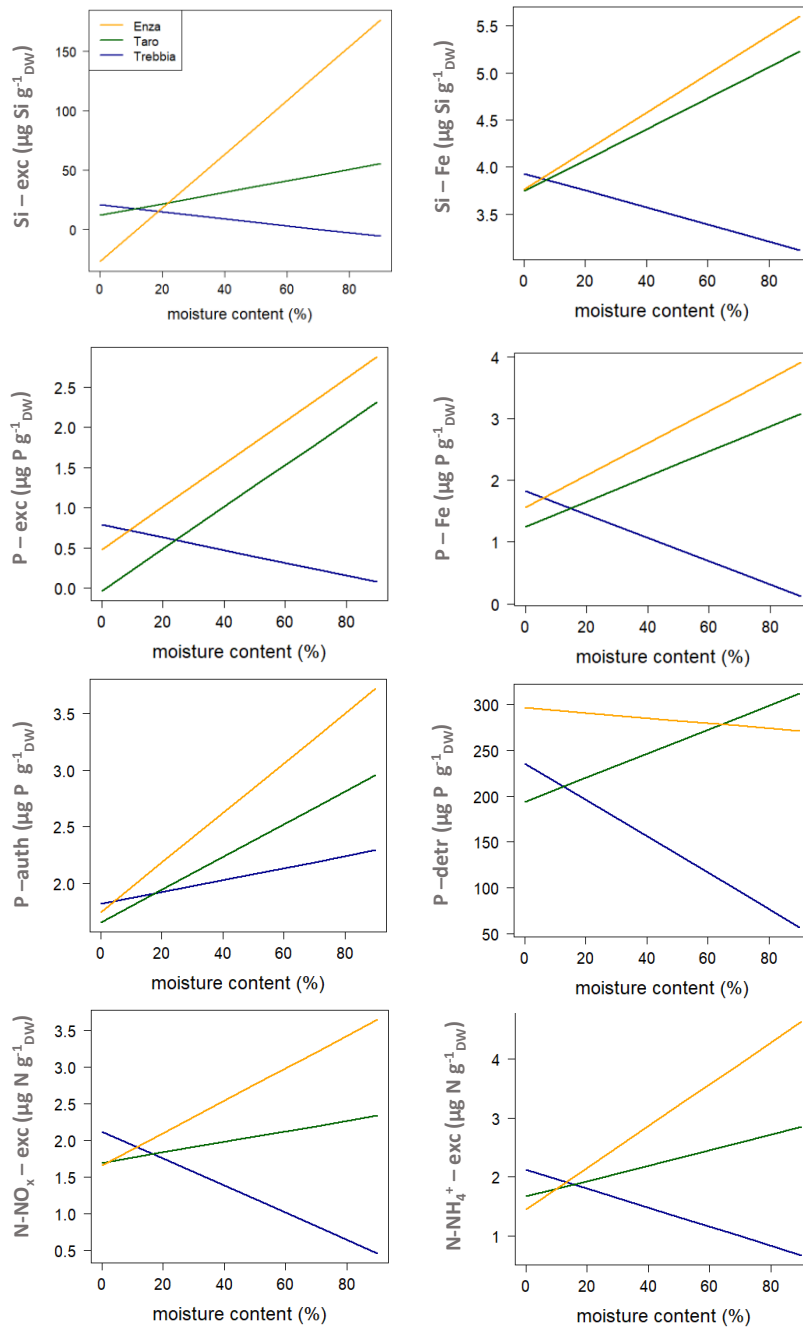 Enza
Taro
Trebbia
Si – exc (µg Si g⁻¹DW)
150
100
50
0
0 20 40 60 80
moisture content (%)
Si – Fe (µg Si g⁻¹DW)
5.5
5.0
4.5
4.0
3.5
0 20 40 60 80
moisture content (%)
P – exc (µg P g⁻¹DW)
2.5
2.0
1.5
1.0
0.5
0.0
0 20 40 60 80
moisture content (%)
P – Fe (µg P g⁻¹DW)
4
3
2
1
0
0 20 40 60 80
moisture content (%)
P –auth (µg P g⁻¹DW)
3.5
3.0
2.5
2.0
0 20 40 60 80
moisture content (%)
P –detr (µg P g⁻¹DW)
300
250
200
150
100
50
0 20 40 60 80
moisture content (%)
N-NOₓ – exc (µg N g⁻¹DW)
3.5
3.0
2.5
2.0
1.5
1.0
0.5
0 20 40 60 80
moisture content (%)
N-NH₄⁺ – exc (µg N g⁻¹DW)
4
3
2
1
0 20 40 60 80
moisture content (%)